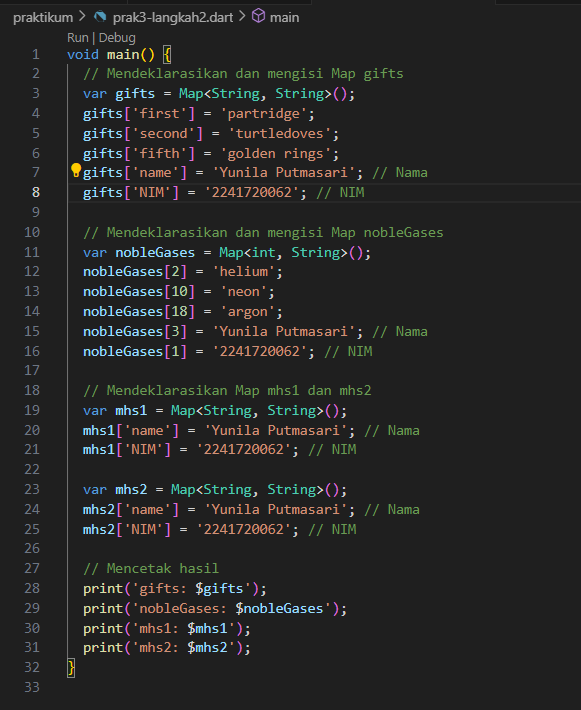 praktikum > prak3-langkah2.dart > main
Run | Debug
1 void main() {
2 // Mendeklarasikan dan mengisi Map gifts
3 var gifts = Map<String, String>();
4 gifts['first'] = 'partridge';
5 gifts['second'] = 'turtledoves';
6 gifts['fifth'] = 'golden rings';
7 gifts['name'] = 'Yunila Putmasari'; // Nama
8 gifts['NIM'] = '2241720062'; // NIM
9
10 // Mendeklarasikan dan mengisi Map nobleGases
11 var nobleGases = Map<int, String>();
12 nobleGases[2] = 'helium';
13 nobleGases[10] = 'neon';
14 nobleGases[18] = 'argon';
15 nobleGases[3] = 'Yunila Putmasari'; // Nama
16 nobleGases[1] = '2241720062'; // NIM
17
18 // Mendeklarasikan Map mhs1 dan mhs2
19 var mhs1 = Map<String, String>();
20 mhs1['name'] = 'Yunila Putmasari'; // Nama
21 mhs1['NIM'] = '2241720062'; // NIM
22
23 var mhs2 = Map<String, String>();
24 mhs2['name'] = 'Yunila Putmasari'; // Nama
25 mhs2['NIM'] = '2241720062'; // NIM
26
27 // Mencetak hasil
28 print('gifts: $gifts');
29 print('nobleGases: $nobleGases');
30 print('mhs1: $mhs1');
31 print('mhs2: $mhs2');
32 }
33